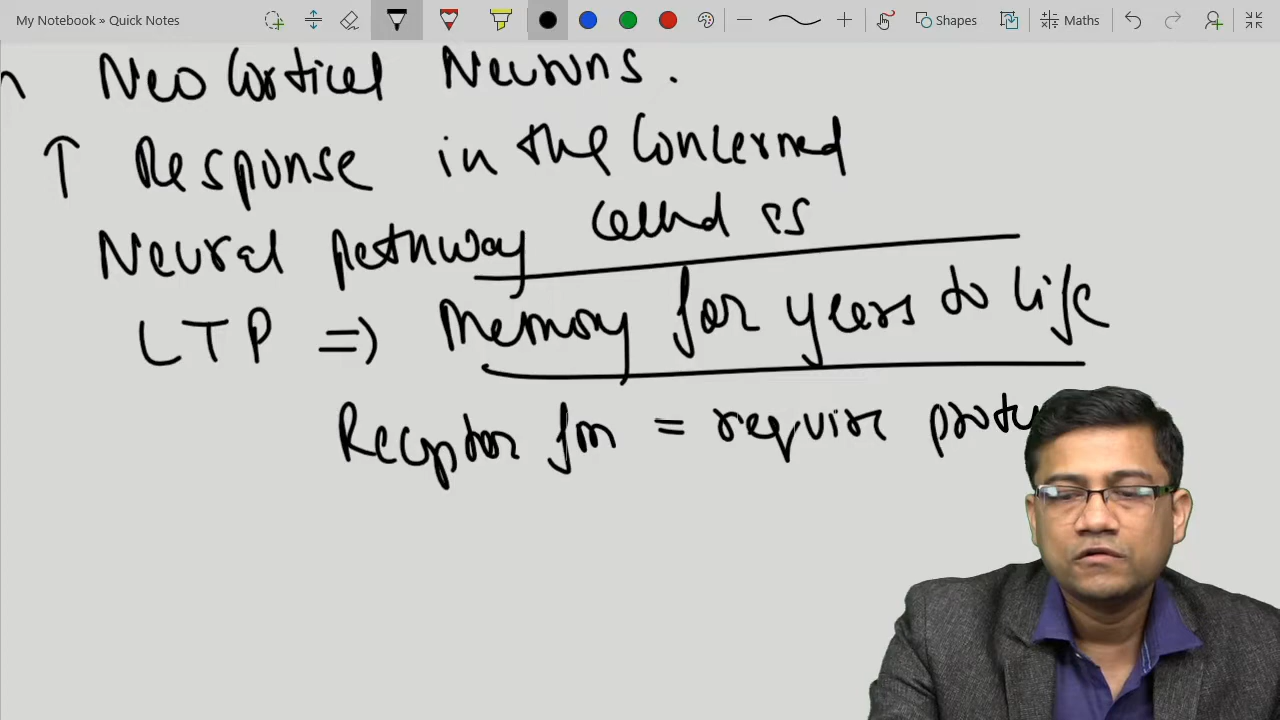 My Notebook » Quick Notes
Shapes
Maths
Neo Cortical Neurons.
↑ Response in the Concerned
Neural pathway called as
LTP => Memory for years to life
Receptor for = require